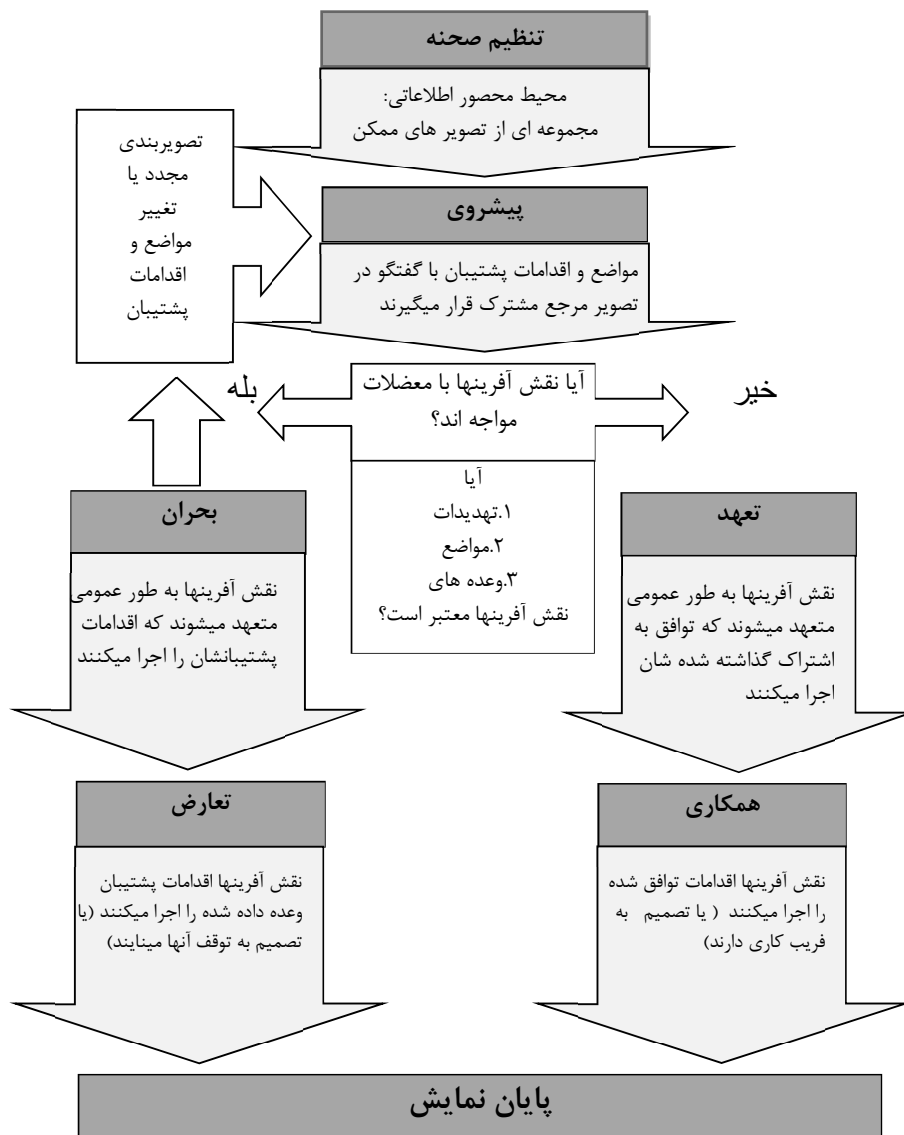 تنظیم صحنه
محیط محصور اطلاعاتی:
مجموعه ای از تصویر های ممکن
تصویربندی
مجدد یا
تغییر
مواضع و
اقدامات
پشتیبان
پیشروی
مواضع و اقدامات پشتیبان با گفتگو در
تصویر مرجع مشترک قرار میگیرند
آیا نقش آفرینها با معضلات
مواجه اند؟
خیر
بله
آیا
۱.تهدیدات
۲.مواضع
۳.وعده های
نقش آفرینها معتبر است؟
تعهد
نقش آفرینها به طور عمومی
متعهد میشوند که توافق به
اشتراک گذاشته شده شان
اجرا میکنند
بحران
نقش آفرینها به طور عمومی
متعهد میشوند که اقدامات
پشتیبانشان را اجرا میکنند
همکاری
نقش آفرینها اقدامات توافق شده
را اجرا میکنند ( یا تصمیم به
فریب کاری دارند)
تعارض
نقش آفرینها اقدامات پشتیبان
وعده داده شده را اجرا میکنند (یا
تصمیم به توقف آنها مینایند)
پایان نمایش